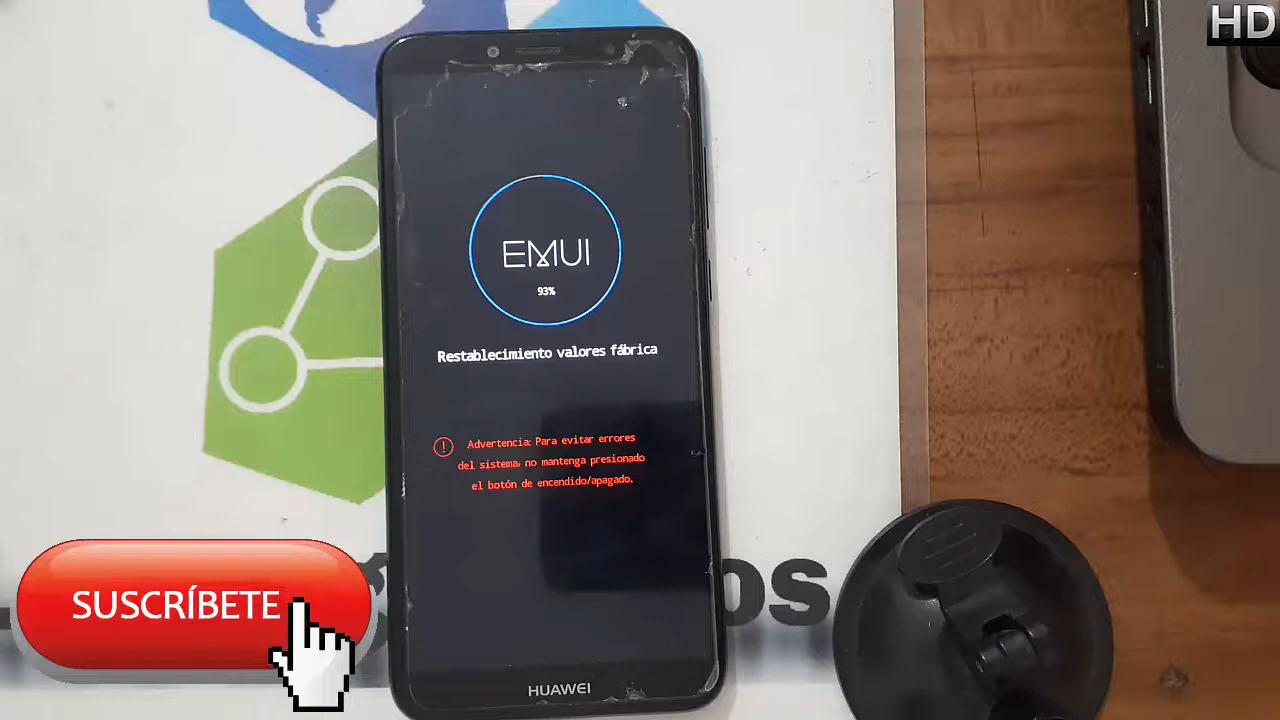 HD
EMUI
93%
Restablecimiento valores fábrica
Advertencia: Para evitar errores
del sistema, no mantenga presionado
el botón de encendido/apagado.
SUSCRÍBETE
HUAWEI